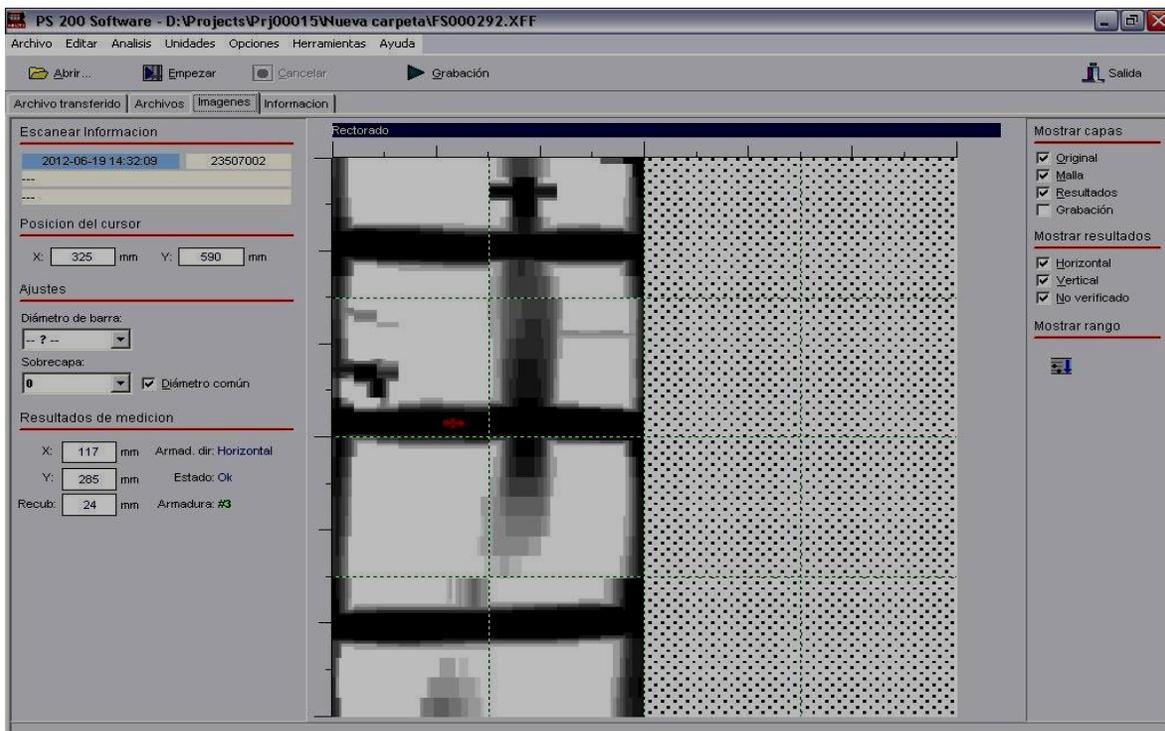 PS 200 Software - D:\Projects\Prj00015\Nueva carpeta\FS000292.XFF
Archivo Editar Analisis Unidades Opciones Herramientas Ayuda
Abrir... Empezar Cancelar Grabación Salida
Archivo transferido Archivos Imagenes Informacion
Escanear Informacion
2012-06-19 14:32:09 23507002
---
---
Posicion del cursor
X: 325 mm Y: 590 mm
Ajustes
Diámetro de barra:
-- ? --
Sobrecapa:
0 Diámetro común
Resultados de medicion
X: 117 mm Armad. dir: Horizontal
Y: 285 mm Estado: Ok
Recub: 24 mm Armadura: #3
Rectorado
Mostrar capas
Original
Malla
Resultados
Grabación
Mostrar resultados
Horizontal
Vertical
No verificado
Mostrar rango